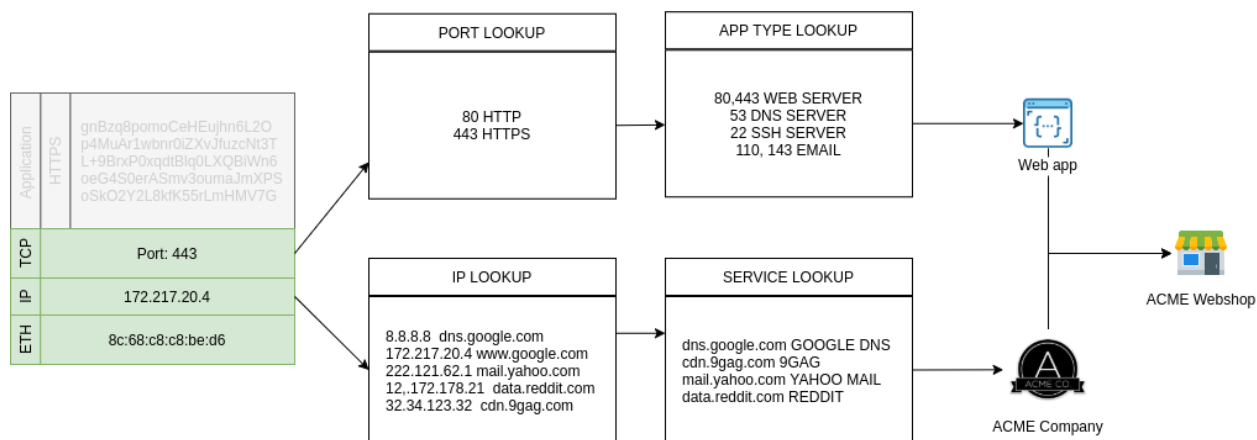 PORT LOOKUP
80 HTTP
443 HTTPS
APP TYPE LOOKUP
80,443 WEB SERVER
53 DNS SERVER
22 SSH SERVER
110, 143 EMAIL
Web app
Application
HTTPS
gnBzq8pomoCeHEujhn6L2O
p4MuAr1wbnr0iZXvJfuzcNt3T
L+9BrxP0xqdtBlq0LXQBiWn6
oeG4S0erASmv3oumaJmXPS
oSkO2Y2L8kfK55rLmHMV7G
TCP
Port: 443
IP
172.217.20.4
ETH
8c:68:c8:c8:be:d6
IP LOOKUP
8.8.8.8 dns.google.com
172.217.20.4 www.google.com
222.121.62.1 mail.yahoo.com
12,.172.178.21 data.reddit.com
32.34.123.32 cdn.9gag.com
SERVICE LOOKUP
dns.google.com GOOGLE DNS
cdn.9gag.com 9GAG
mail.yahoo.com YAHOO MAIL
data.reddit.com REDDIT
A
ACME CO.
ACME Company
ACME Webshop